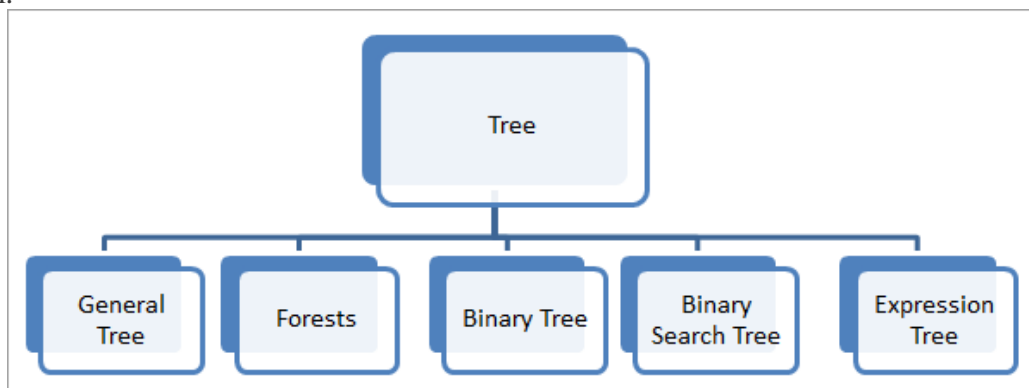 Tree
General
Tree
Forests
Binary Tree
Binary
Search Tree
Expression
Tree